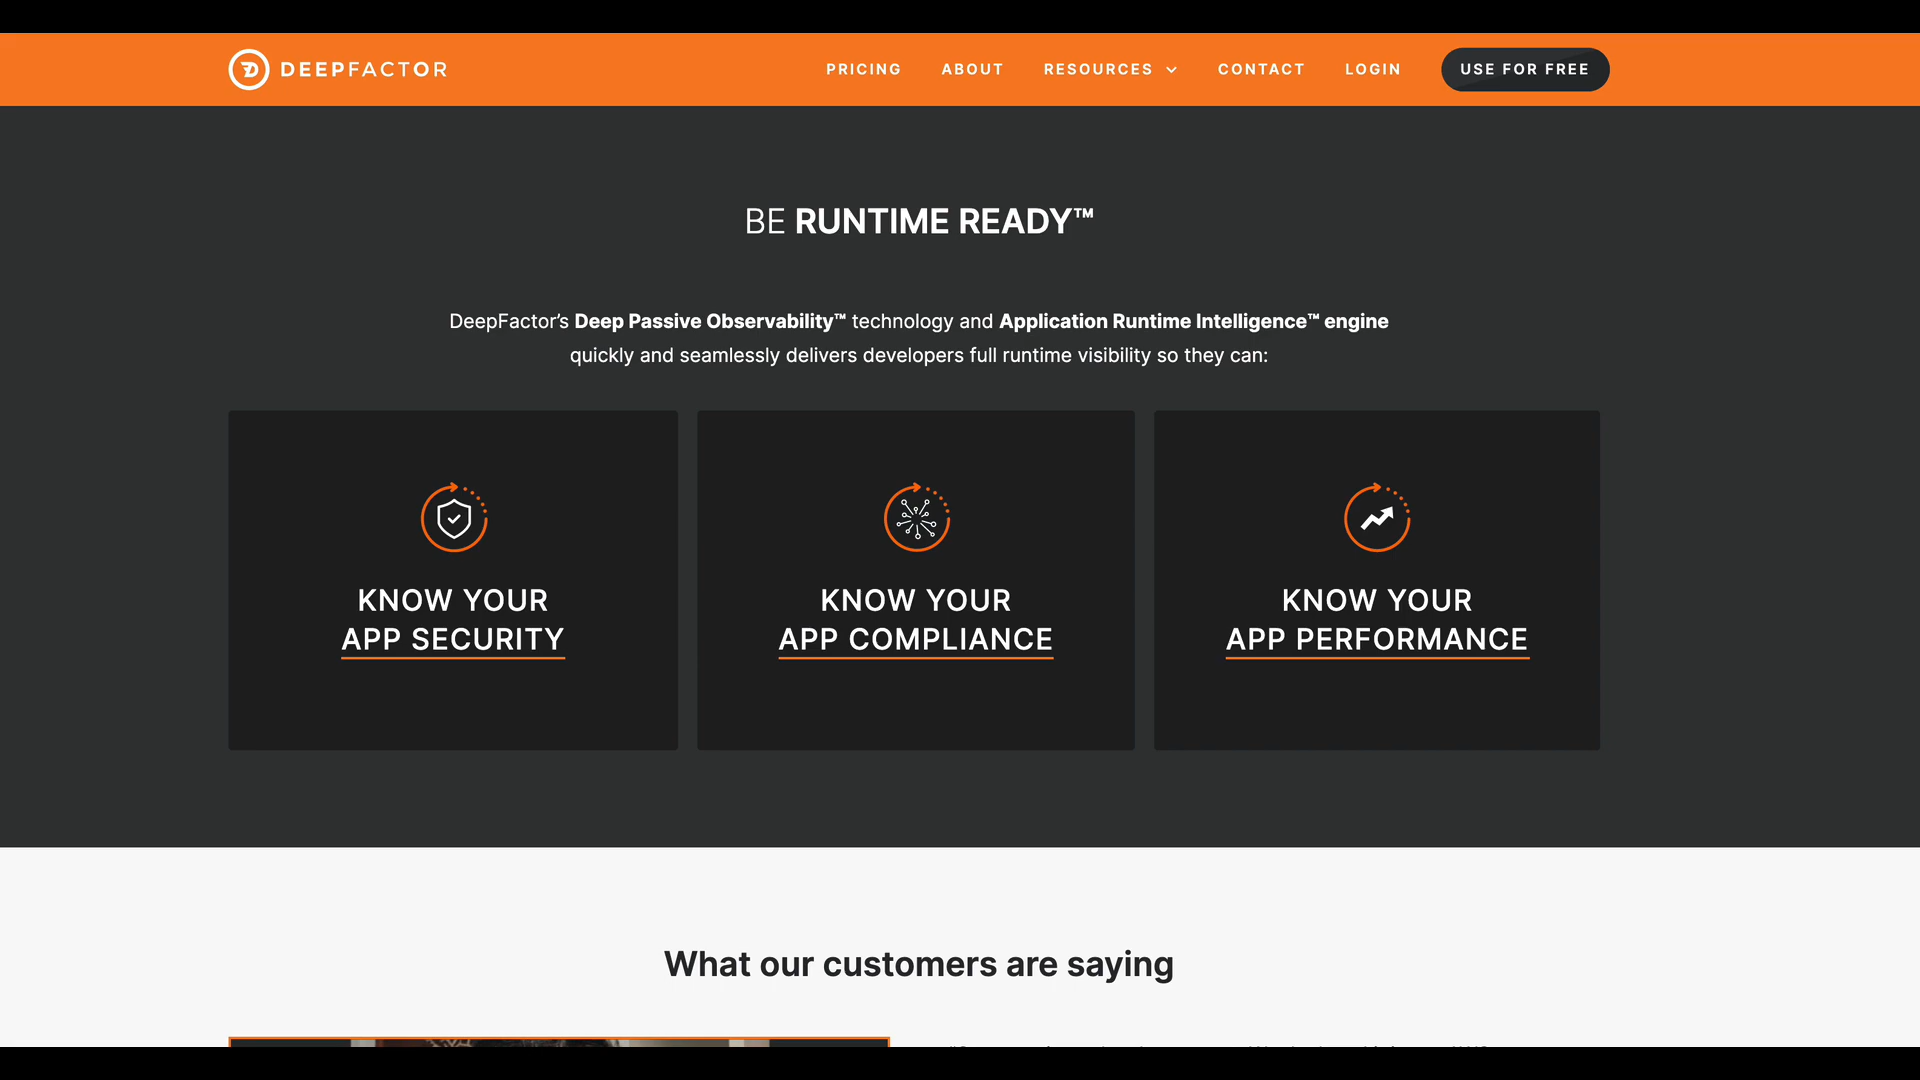 DEEPFACTOR
PRICING
ABOUT
RESOURCES
CONTACT
LOGIN
USE FOR FREE
BE RUNTIME READY™
DeepFactor’s Deep Passive Observability™ technology and Application Runtime Intelligence™ engine
quickly and seamlessly delivers developers full runtime visibility so they can:
KNOW YOUR
APP SECURITY
KNOW YOUR
APP COMPLIANCE
KNOW YOUR
APP PERFORMANCE
What our customers are saying